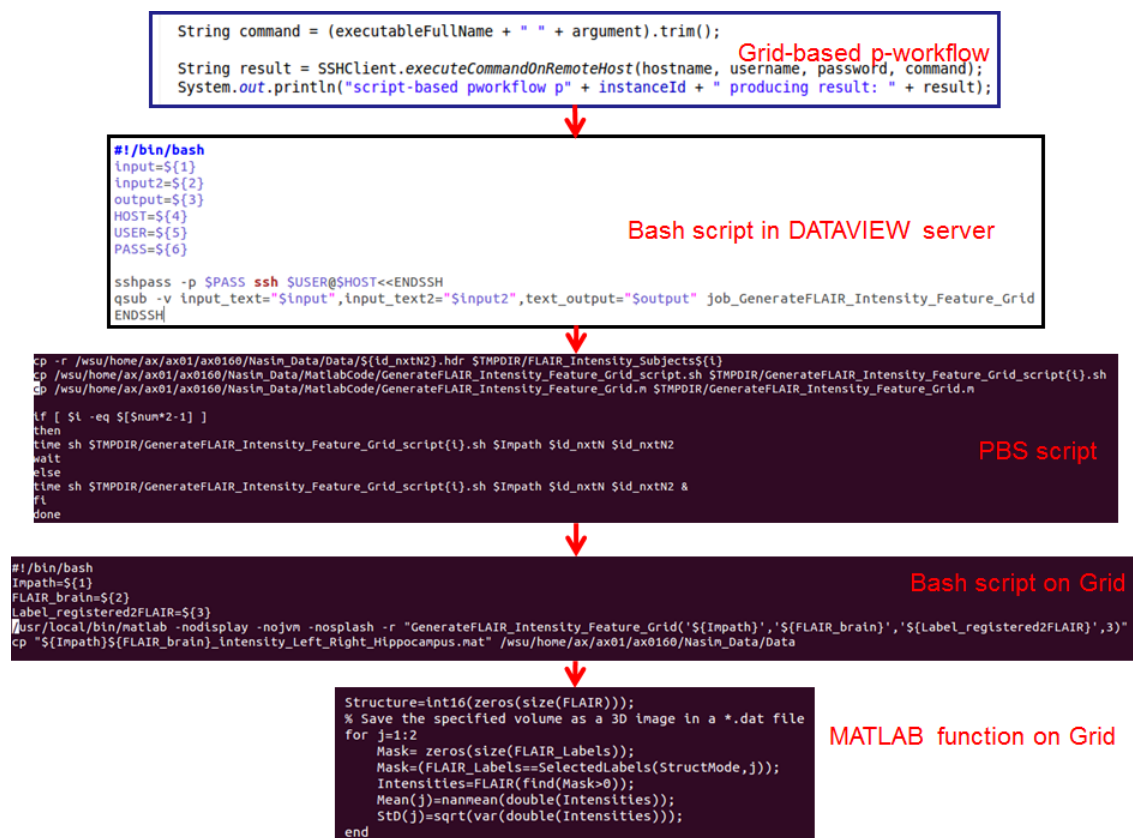 String command = (executableFullName + " " + argument).trim();
Grid-based p-workflow
String result = SSHClient.executeCommandOnRemoteHost(hostname, username, password, command);
System.out.println("script-based pworkflow p" + instanceId + " producing result: " + result);
#!/bin/bash
input=${1}
input2=${2}
output=${3}
HOST=${4}
USER=${5}
PASS=${6}
Bash script in DATAVIEW server
sshpass -p $PASS ssh $USER@$HOST<<ENDSSH
qsub -v input_text="$input",input_text2="$input2",text_output="$output" job_GenerateFLAIR_Intensity_Feature_Grid
ENDSSH
cp -r /wsu/home/ax/ax01/ax0160/Nasim_Data/Data/${id_nxtN2}.hdr $TMPDIR/FLAIR_Intensity_Subjects${i}
cp /wsu/home/ax/ax01/ax0160/Nasim_Data/MatlabCode/GenerateFLAIR_Intensity_Feature_Grid_script.sh $TMPDIR/GenerateFLAIR_Intensity_Feature_Grid_script{i}.sh
cp /wsu/home/ax/ax01/ax0160/Nasim_Data/MatlabCode/GenerateFLAIR_Intensity_Feature_Grid.m $TMPDIR/GenerateFLAIR_Intensity_Feature_Grid.m
if [ $i -eq $[$num*2-1] ]
then
time sh $TMPDIR/GenerateFLAIR_Intensity_Feature_Grid_script{i}.sh $Impath $id_nxtN $id_nxtN2
PBS script
wait
else
time sh $TMPDIR/GenerateFLAIR_Intensity_Feature_Grid_script{i}.sh $Impath $id_nxtN $id_nxtN2 &
fi
done
#!/bin/bash
Impath=${1}
Bash script on Grid
FLAIR_brain=${2}
Label_registered2FLAIR=${3}
/usr/local/bin/matlab -nodisplay -nojvm -nosplash -r "GenerateFLAIR_Intensity_Feature_Grid('${Impath}','${FLAIR_brain}','${Label_registered2FLAIR}',3)"
cp "${Impath}${FLAIR_brain}_intensity_Left_Right_Hippocampus.mat" /wsu/home/ax/ax01/ax0160/Nasim_Data/Data
Structure=int16(zeros(size(FLAIR)));
% Save the specified volume as a 3D image in a *.dat file
for j=1:2
MATLAB function on Grid
Mask= zeros(size(FLAIR_Labels));
Mask=(FLAIR_Labels==SelectedLabels(StructMode,j));
Intensities=FLAIR(find(Mask>0));
Mean(j)=nanmean(double(Intensities));
StD(j)=sqrt(var(double(Intensities)));
end